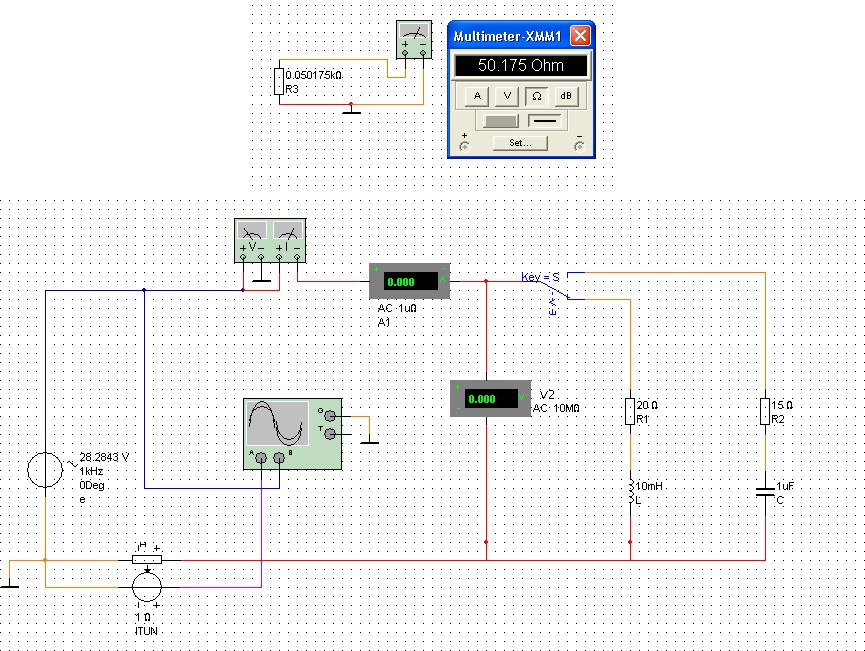 Multimeter-XMM1
50.175 Ohm
A V Ω dB
Set...
+ −
+ −
0.050175kΩ
R3
+ V − + I −
0.000 A
AC 1uΩ
A1
Key = S
0.000 V
V2
AC 10MΩ
20 Ω
R1
15 Ω
R2
G
T
A B
28.2843 V
1kHz
0Deg
e
10mH
L
1uF
C
H
− +
1 Ω
ITUN